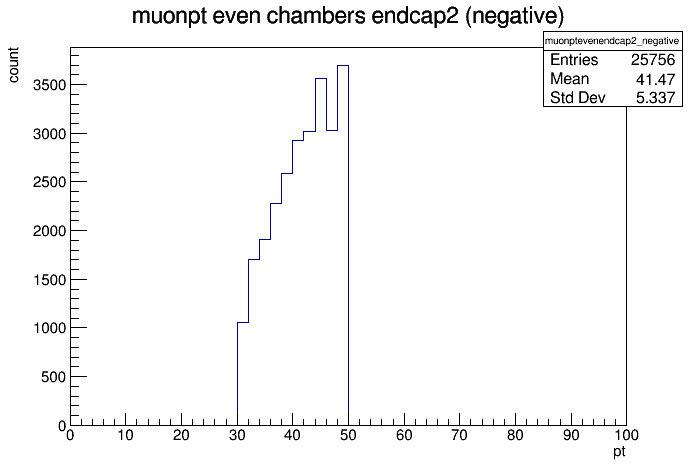 muonpt even chambers endcap2 (negative)
muonptevenendcap2_negative
Entries 25756
Mean 41.47
Std Dev 5.337
count
3500
3000
2500
2000
1500
1000
500
0
0 10 20 30 40 50 60 70 80 90 100
pt